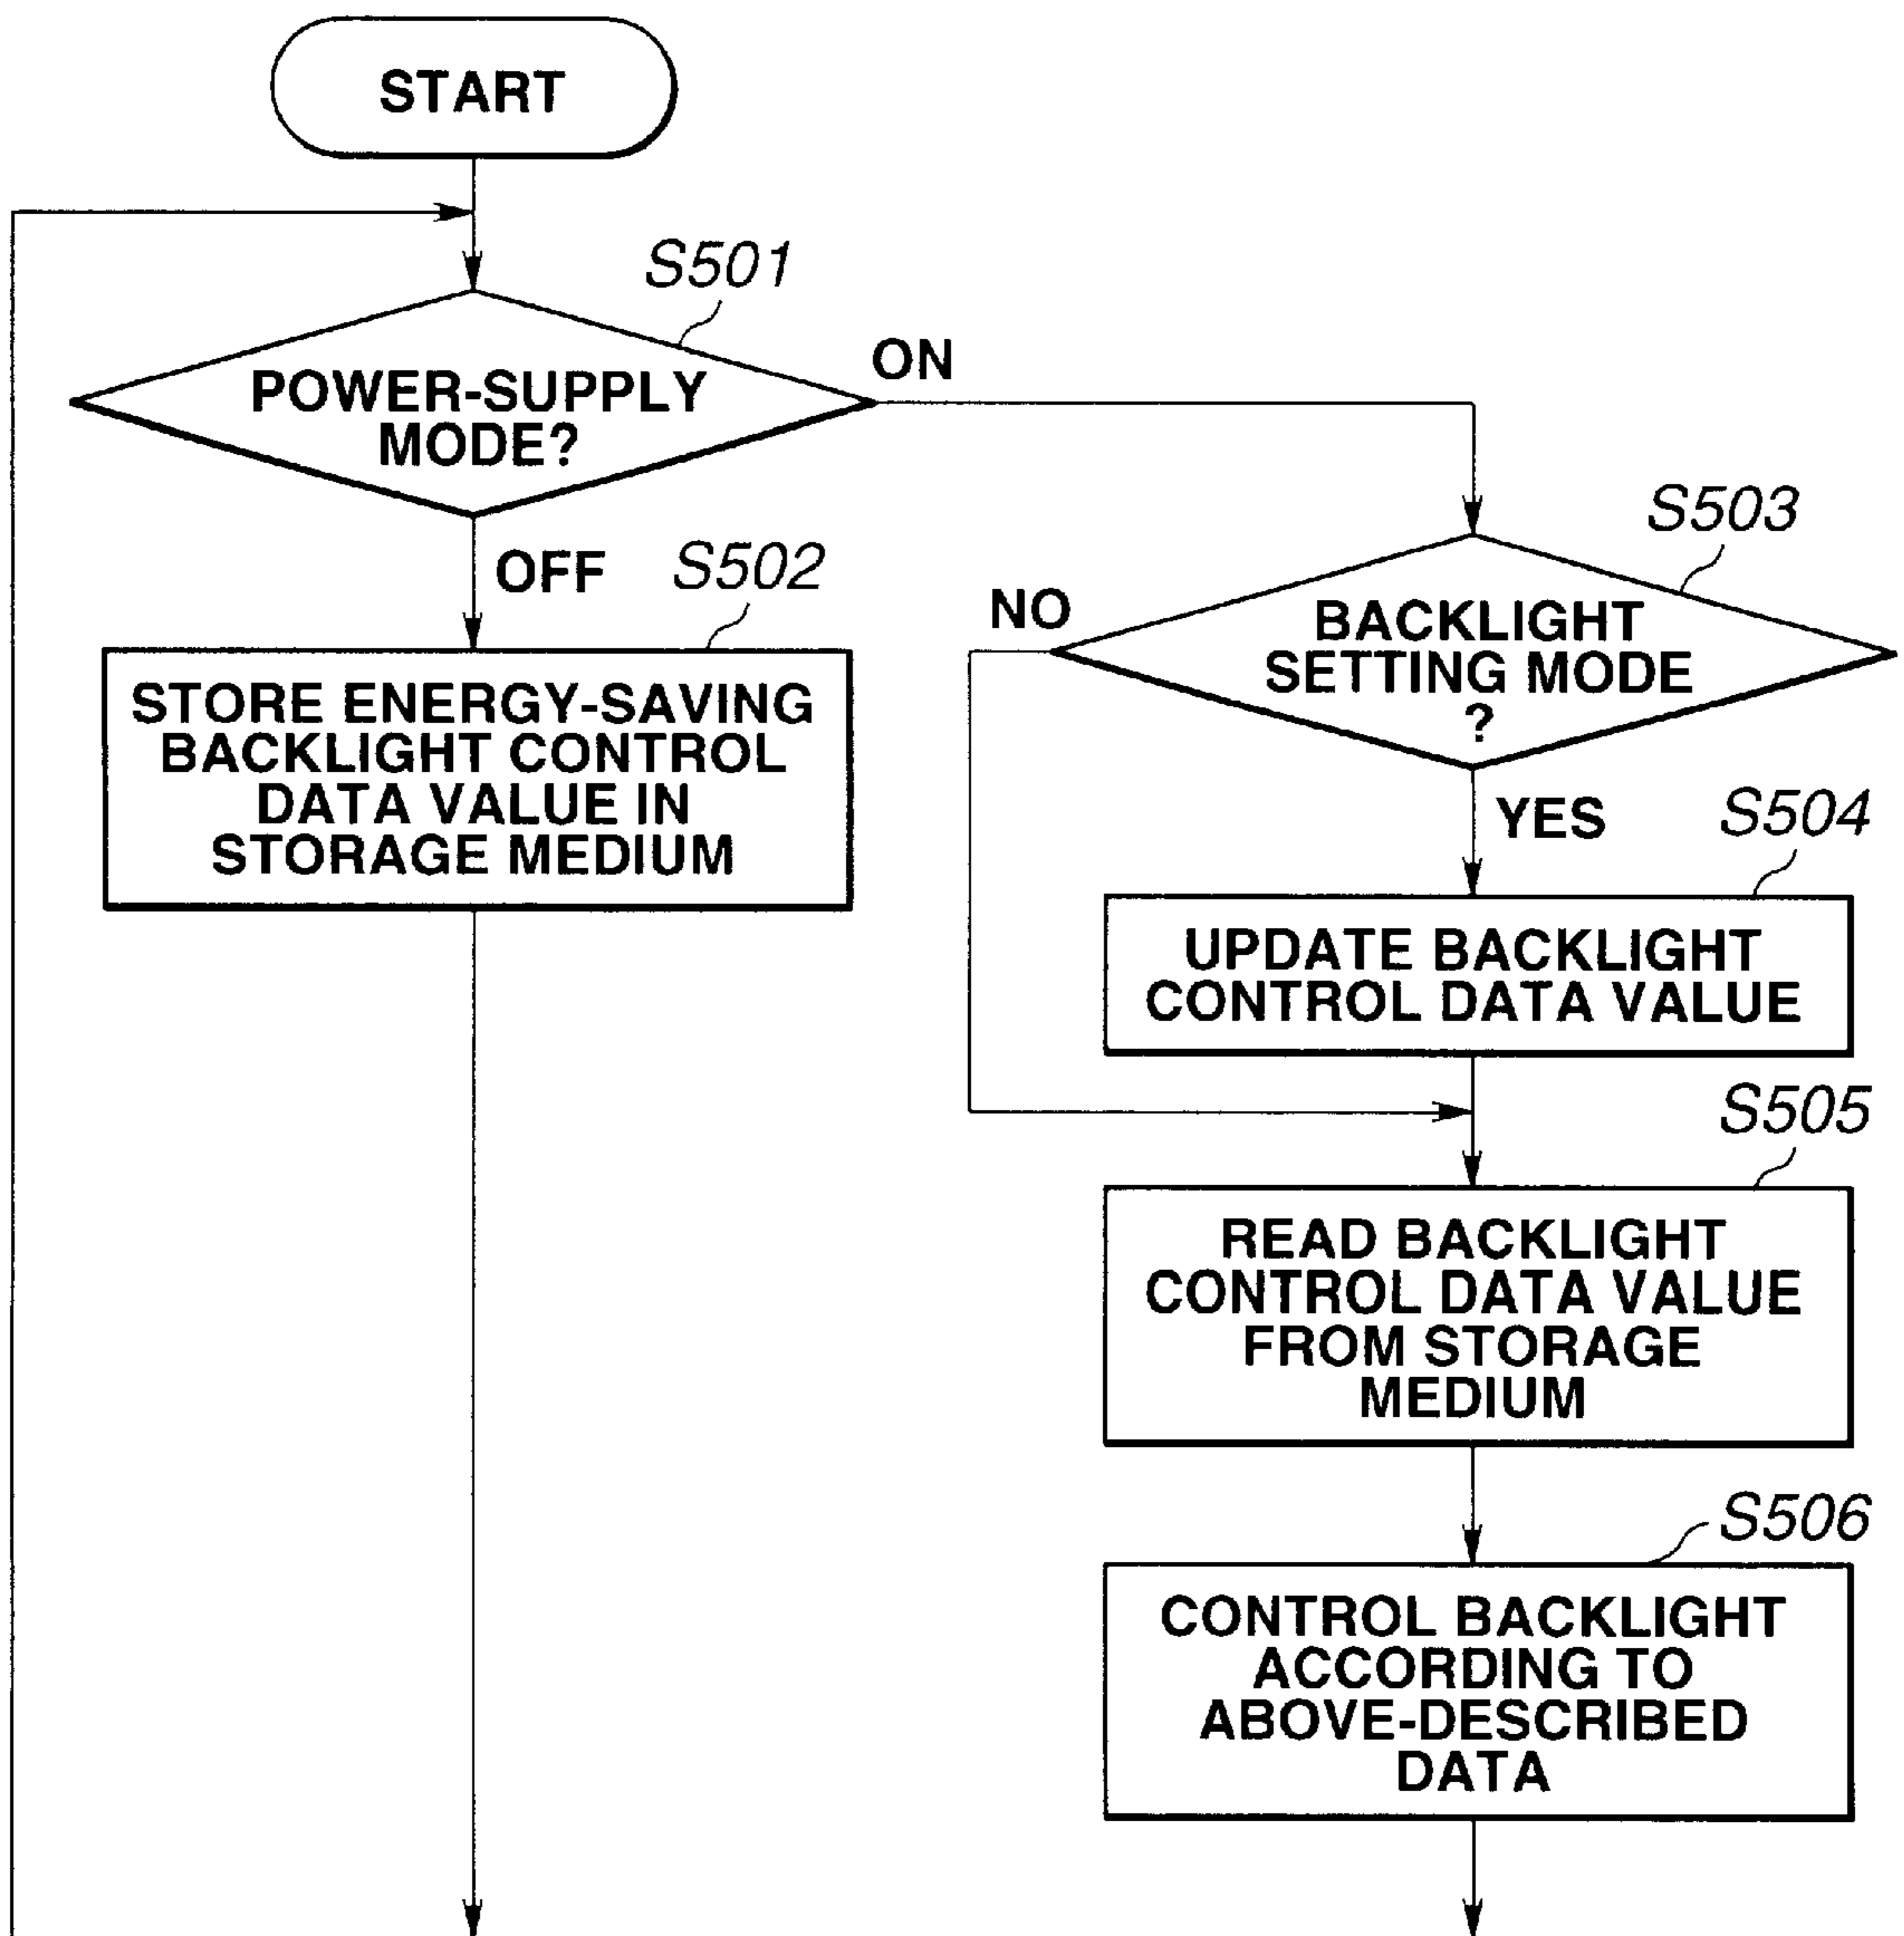 START
S501
POWER-SUPPLY
MODE?
ON
OFF
S502
STORE ENERGY-SAVING
BACKLIGHT CONTROL
DATA VALUE IN
STORAGE MEDIUM
S503
NO
BACKLIGHT
SETTING MODE
?
YES
S504
UPDATE BACKLIGHT
CONTROL DATA VALUE
S505
READ BACKLIGHT
CONTROL DATA VALUE
FROM STORAGE
MEDIUM
S506
CONTROL BACKLIGHT
ACCORDING TO
ABOVE-DESCRIBED
DATA